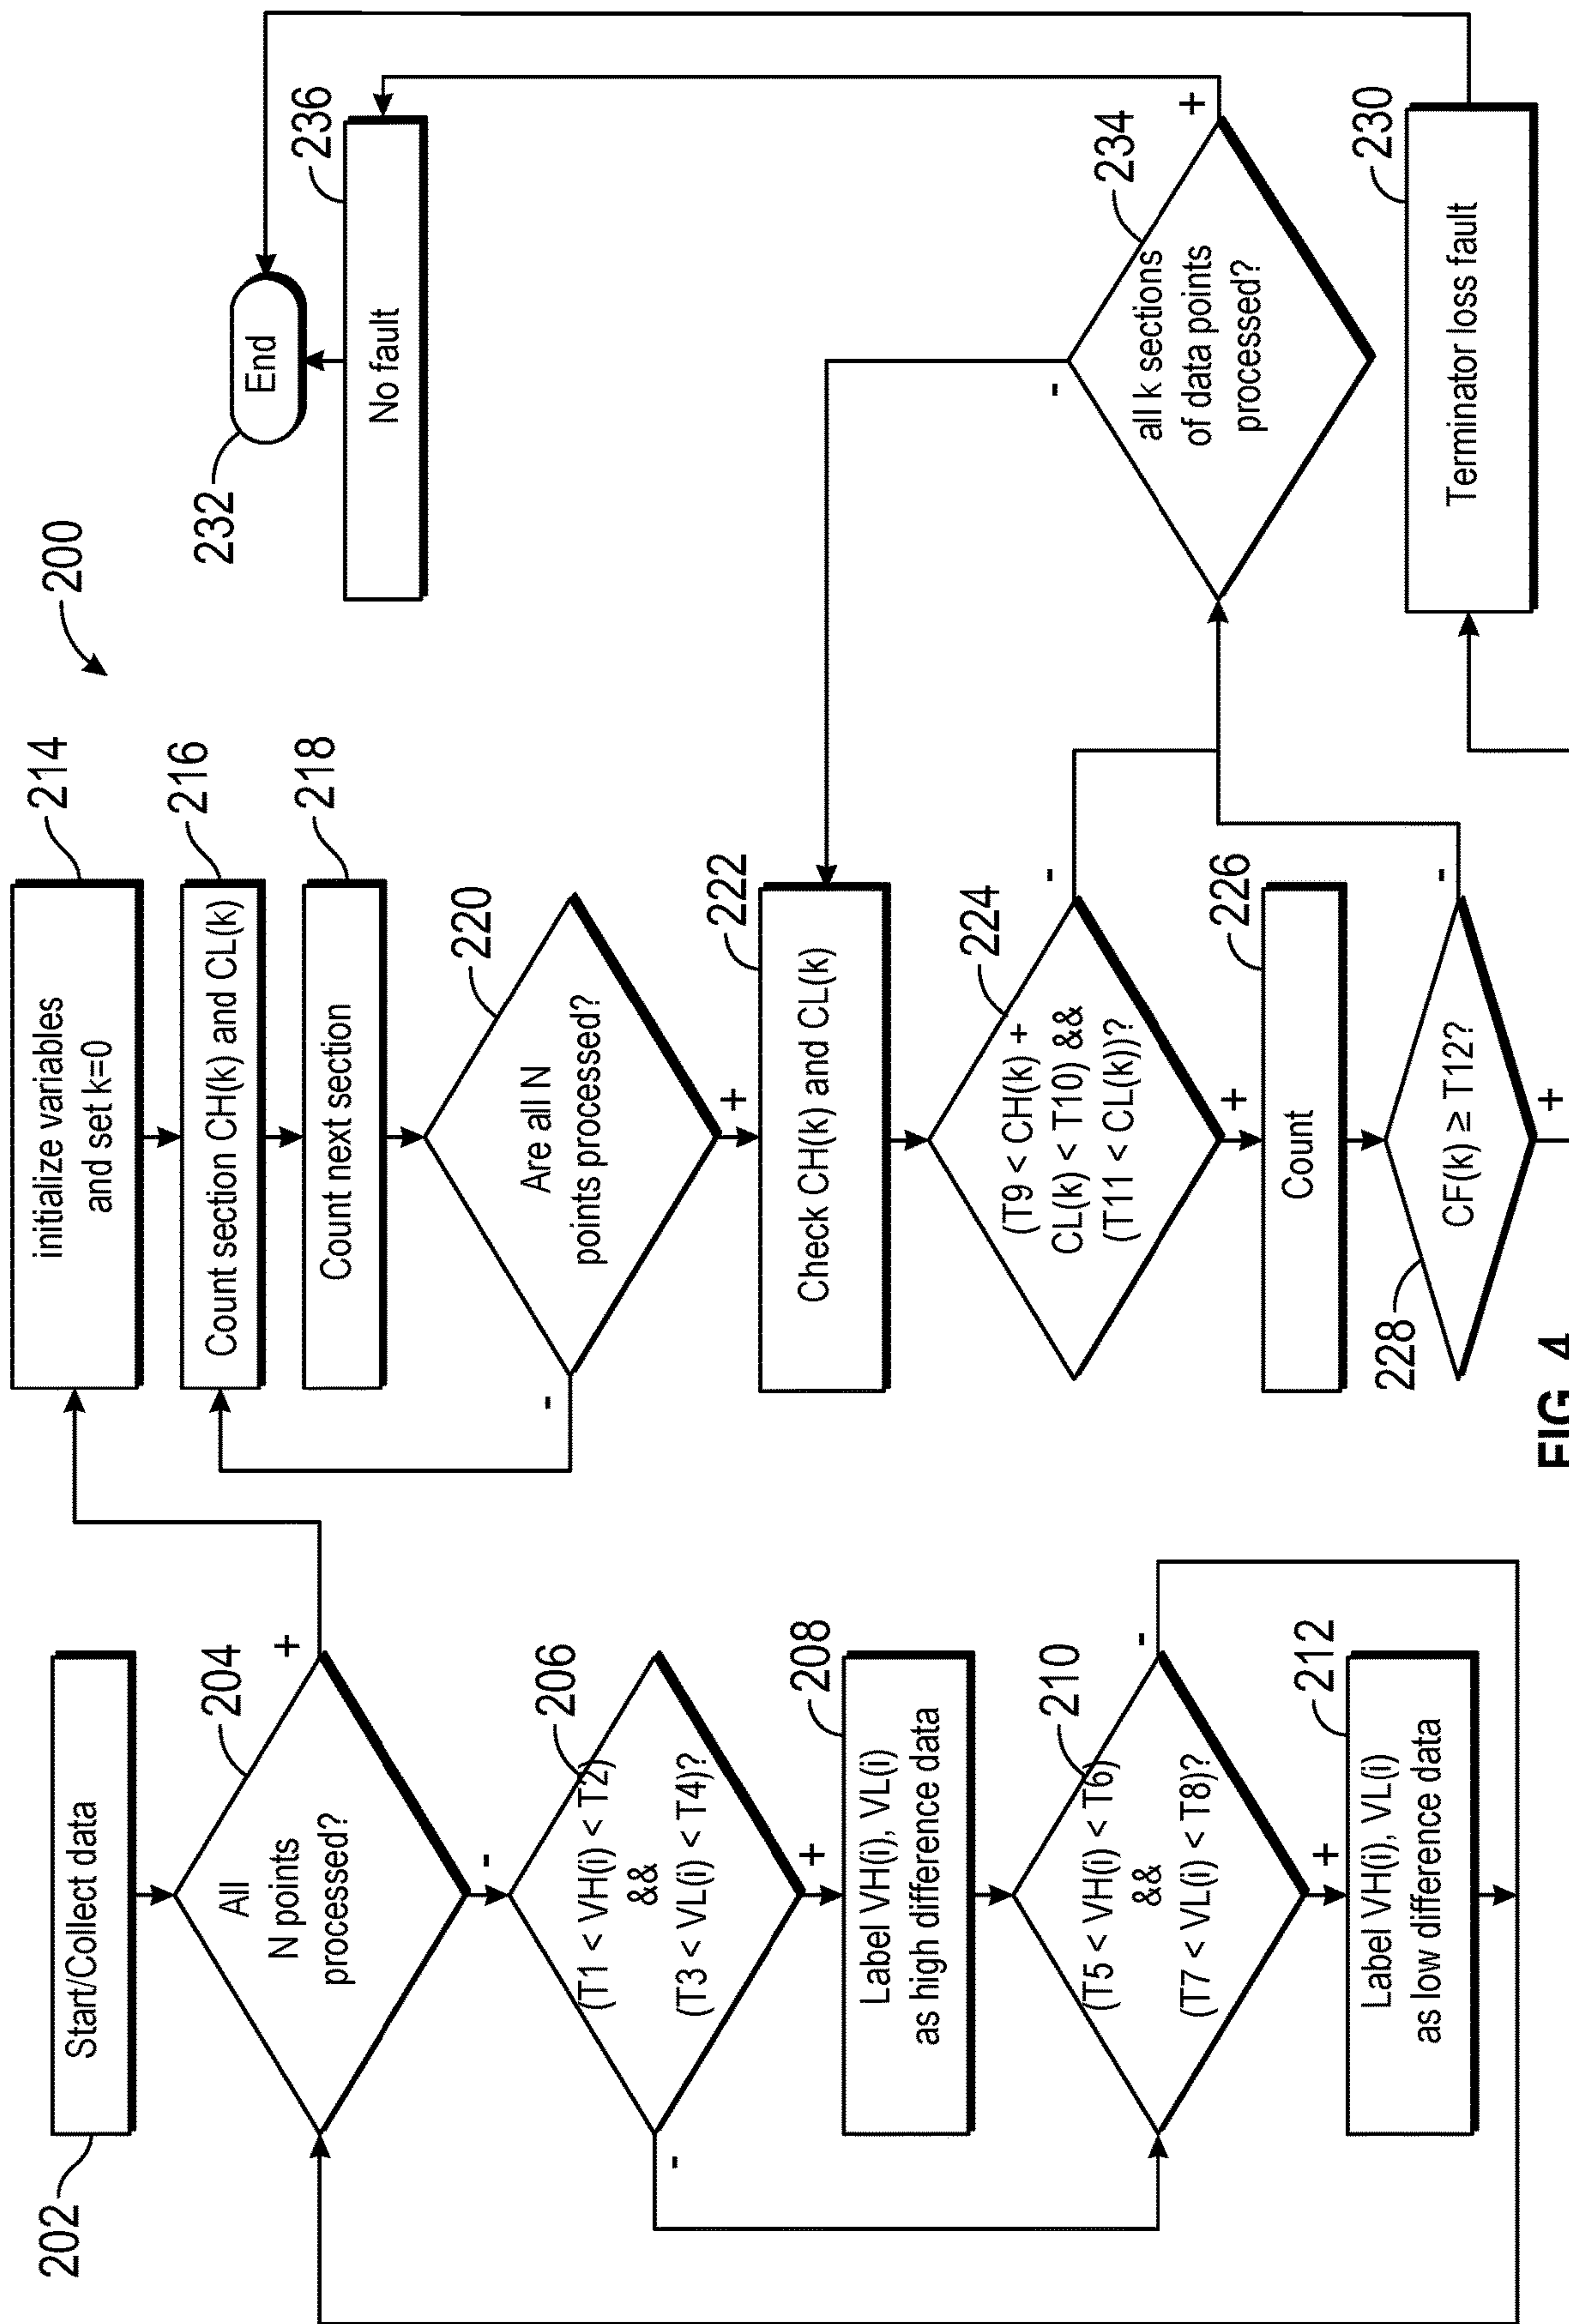 200
202
Start/Collect data
204
All
N points
processed?
+
-
206
(T1 < VH(i) < T2)
&&
(T3 < VL(i) < T4)?
-
+
208
Label VH(i), VL(i)
as high difference data
210
(T5 < VH(i) < T6)
&&
(T7 < VL(i) < T8)?
-
+
212
Label VH(i), VL(i)
as low difference data
214
initialize variables
and set k=0
216
Count section CH(k) and CL(k)
218
Count next section
220
Are all N
points processed?
-
+
222
Check CH(k) and CL(k)
224
(T9 < CH(k) +
CL(k) < T10) &&
(T11 < CL(k))?
-
+
226
Count
228
CF(k) ≥ T12?
-
+
232
End
236
No fault
234
all k sections
of data points
processed?
-
+
230
Terminator loss fault
FIG. 4